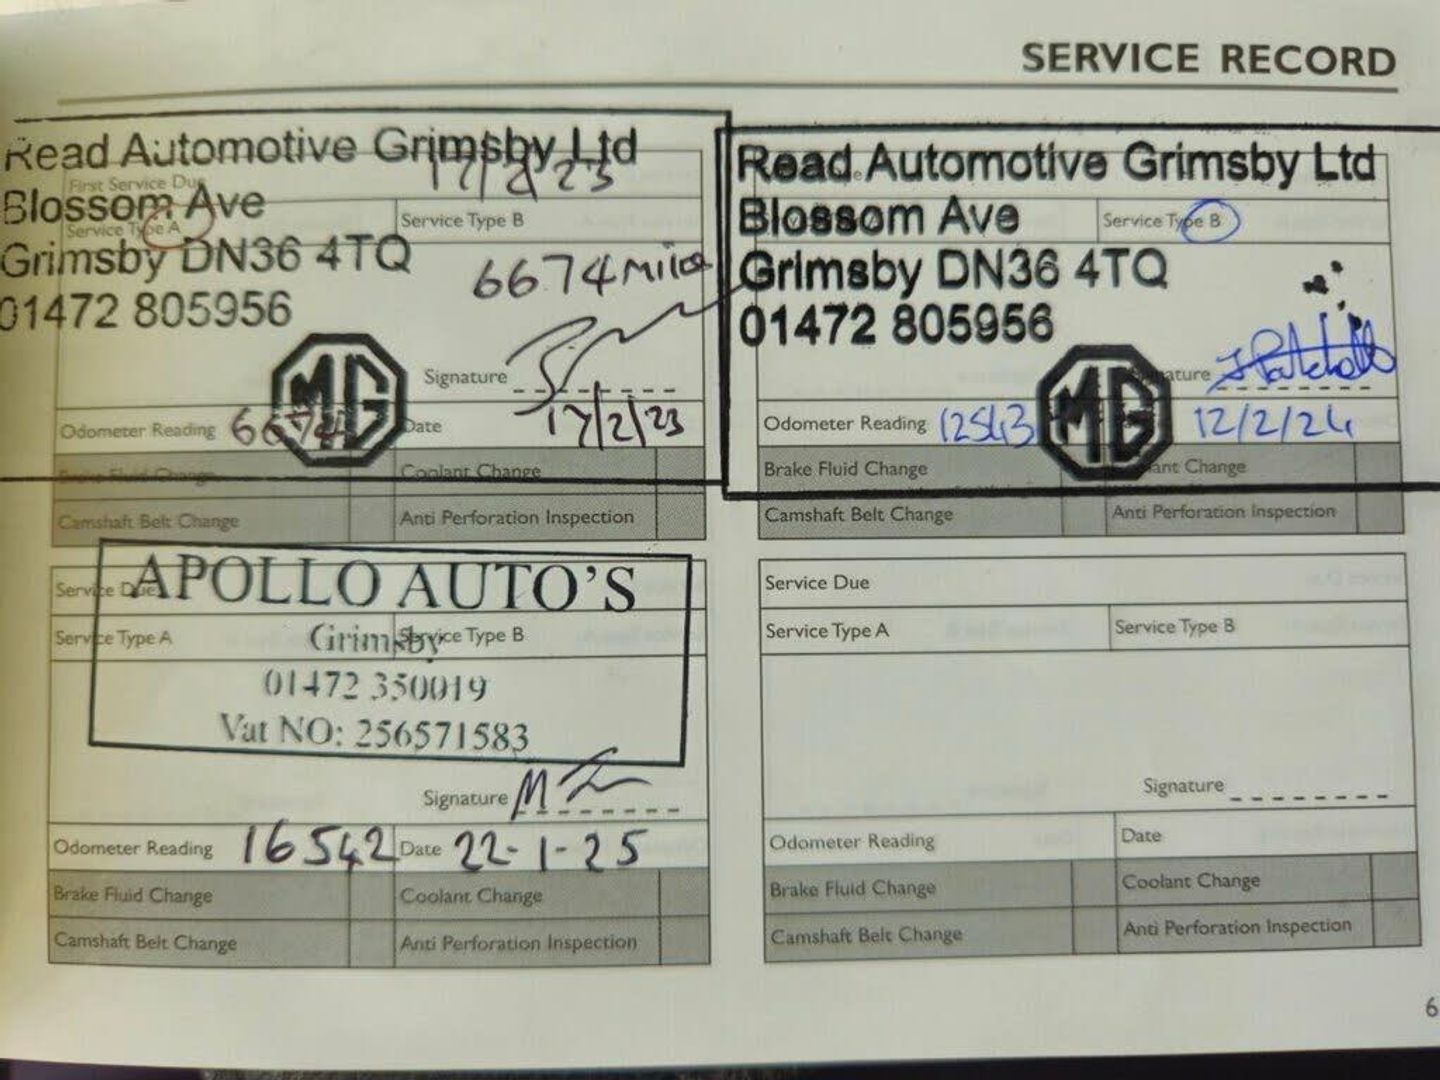 SERVICE RECORD
Read Automotive Grimsby Ltd
17/2/23
First Service Due
Blossom Ave
Service Type A
Service Type B
Grimsby DN36 4TQ
6674 Miles
01472 805956
MG
Signature
Odometer Reading 6674
Date 17/2/23
Brake Fluid Change
Coolant Change
Camshaft Belt Change
Anti Perforation Inspection
Read Automotive Grimsby Ltd
Blossom Ave
Service Type B
Grimsby DN36 4TQ
01472 805956
MG
Odometer Reading 12543
12/2/24
Brake Fluid Change
ant Change
Camshaft Belt Change
Anti Perforation Inspection
APOLLO AUTO'S
Service Due
Service Type A
Grimsby
Service Type B
01472 350019
Vat NO: 256571583
Signature
Odometer Reading 16542
Date 22-1-25
Brake Fluid Change
Coolant Change
Camshaft Belt Change
Anti Perforation Inspection
Service Due
Service Type A
Service Type B
Signature
Odometer Reading
Date
Brake Fluid Change
Coolant Change
Camshaft Belt Change
Anti Perforation Inspection
6